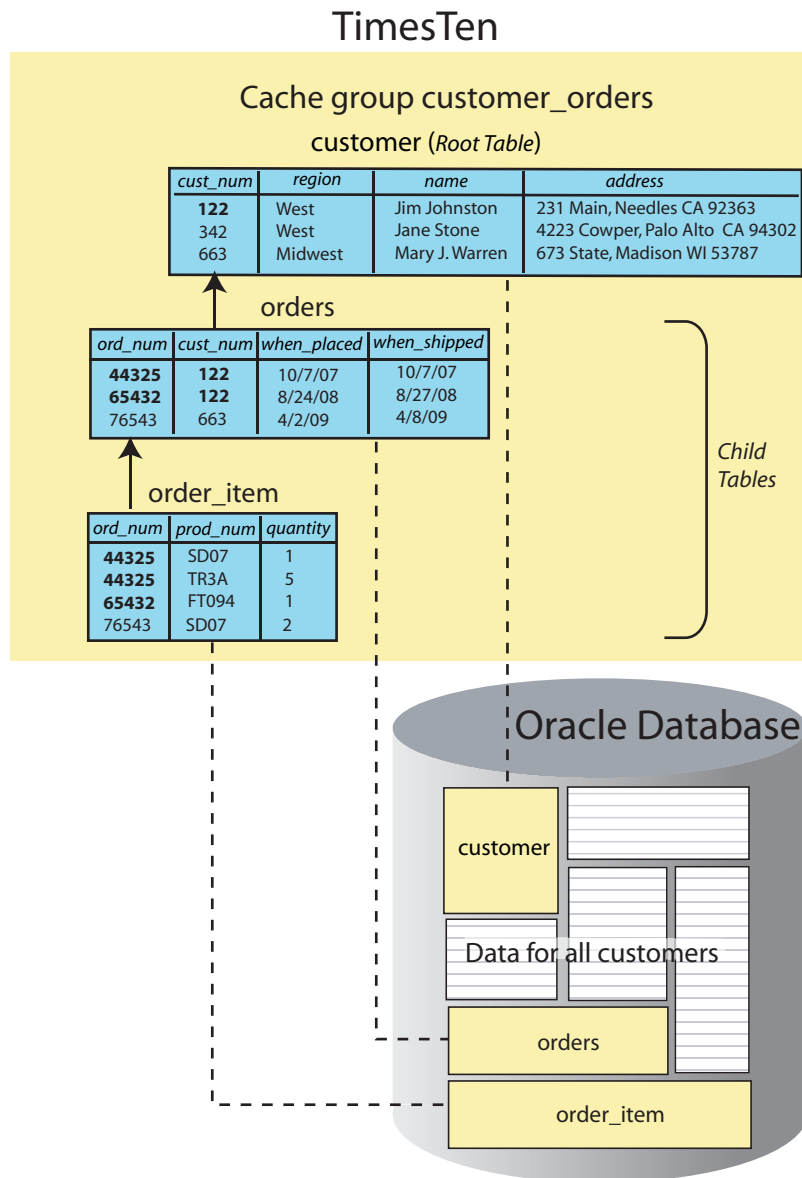 TimesTen
Cache group customer_orders
customer (Root Table)
cust_num region name address
122 West Jim Johnston 231 Main, Needles CA 92363
342 West Jane Stone 4223 Cowper, Palo Alto CA 94302
663 Midwest Mary J. Warren 673 State, Madison WI 53787
orders
ord_num cust_num when_placed when_shipped
44325 122 10/7/07 10/7/07
65432 122 8/24/08 8/27/08
76543 663 4/2/09 4/8/09
Child
Tables
order_item
ord_num prod_num quantity
44325 SD07 1
44325 TR3A 5
65432 FT094 1
76543 SD07 2
Oracle Database
customer
Data for all customers
orders
order_item